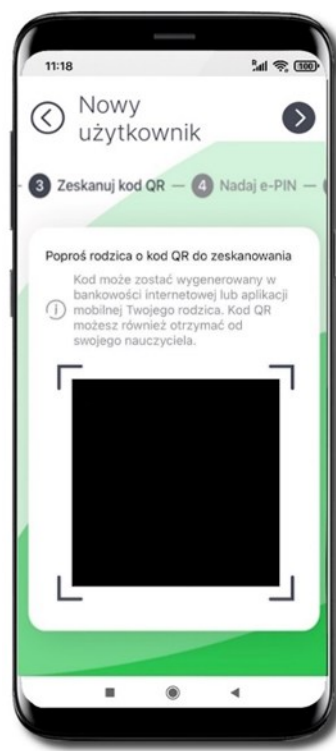 11:18
100
Nowy
użytkownik
3 Zeskanuj kod QR — 4 Nadaj e-PIN —
Poproś rodzica o kod QR do zeskanowania
Kod może zostać wygenerowany w
bankowości internetowej lub aplikacji
mobilnej Twojego rodzica. Kod QR
możesz również otrzymać od
swojego nauczyciela.